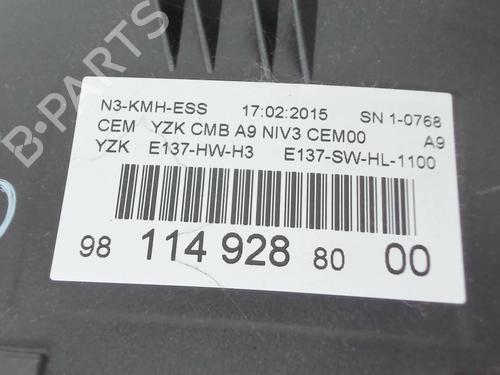 B-PARTS
N3-KMH-ESS 17:02:2015 SN 1-0768
CEM YZK CMB A9 NIV3 CEM00 A9
YZK E137-HW-H3 E137-SW-HL-1100
98 114 928 80 00